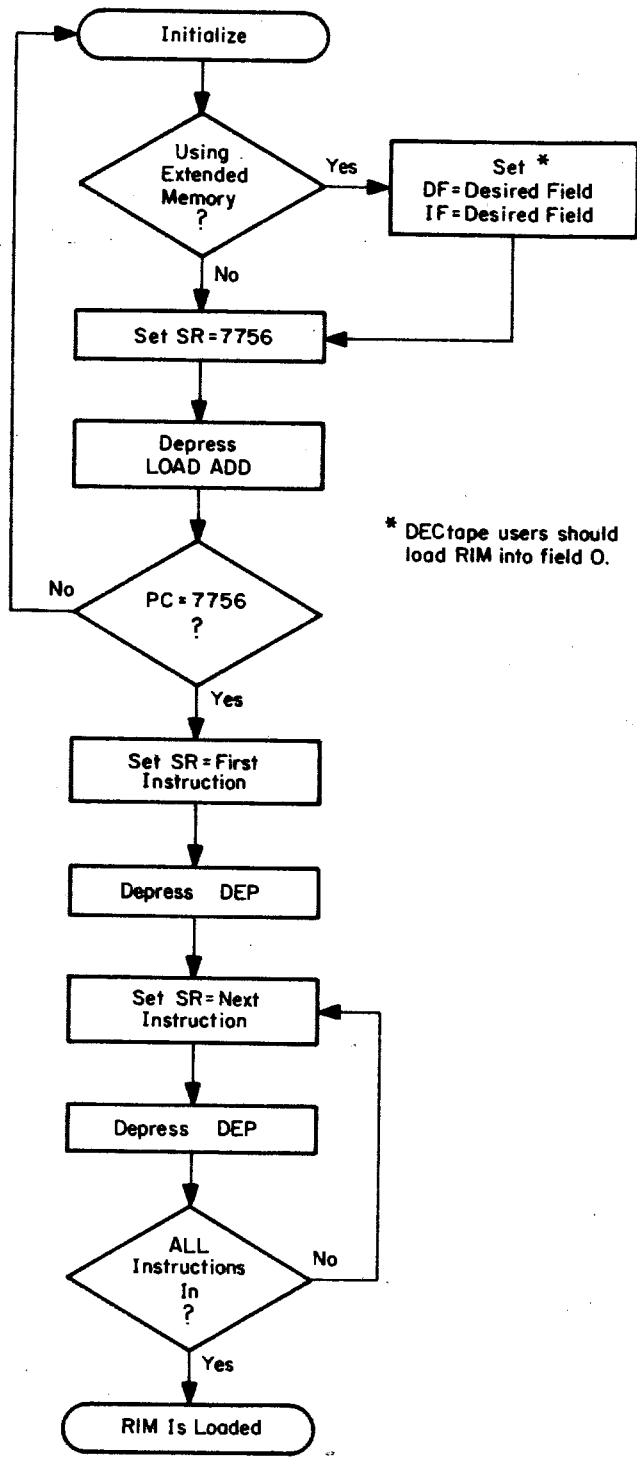 Initialize
Using
Extended
Memory
?
Yes
Set *
DF=Desired Field
IF=Desired Field
No
Set SR=7756
Depress
LOAD ADD
* DECtape users should
load RIM into field 0.
No
PC=7756
?
Yes
Set SR=First
Instruction
Depress DEP
Set SR=Next
Instruction
Depress DEP
ALL
Instructions
In
?
No
Yes
RIM Is Loaded